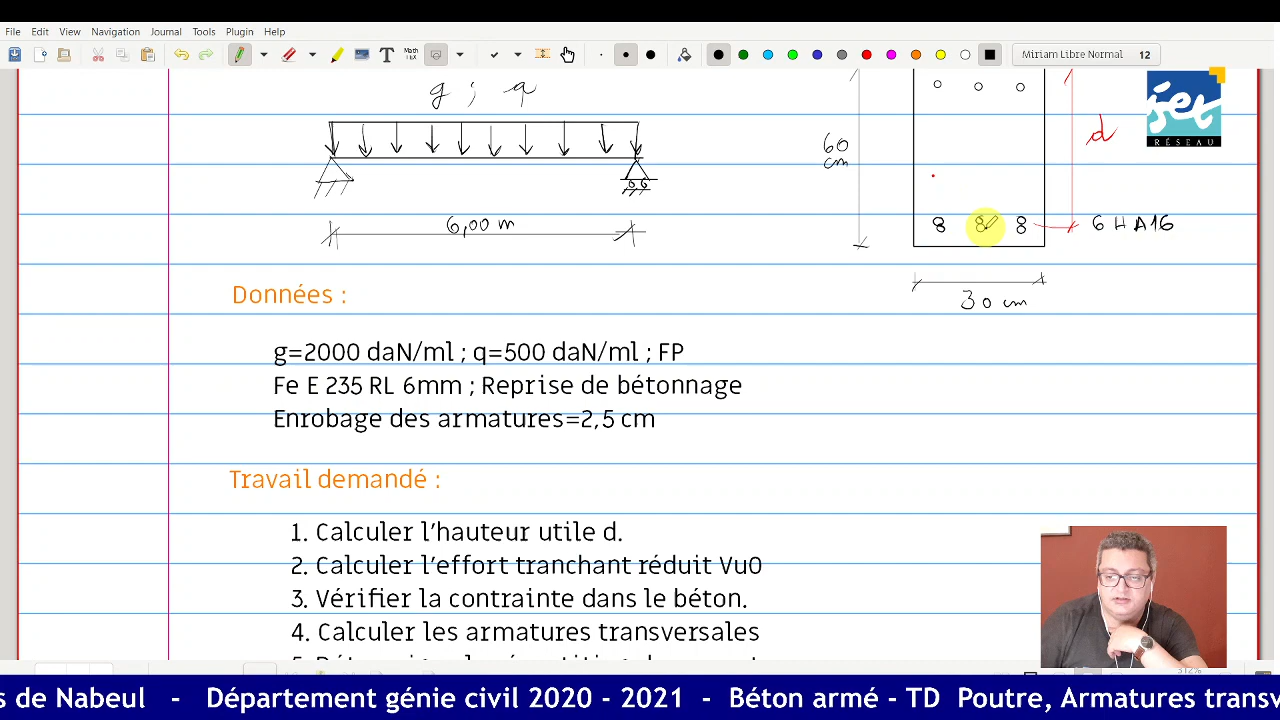 File Edit View Navigation Journal Tools Help
Miriam Libre Normal 12
g ; q
60
cm
d
iset
RÉSEAU
6,00 m
6 HA16
30 cm
Données :
g=2000 daN/ml ; q=500 daN/ml ; FP
Fe E 235 RL 6mm ; Reprise de bétonnage
Enrobage des armatures=2,5 cm
Travail demandé :
1. Calculer l'hauteur utile d.
2. Calculer l'effort tranchant réduit Vu0
3. Vérifier la contrainte dans le béton.
4. Calculer les armatures transversales
312%
s de Nabeul - Département génie civil 2020 - 2021 - Béton armé - TD Poutre, Armatures transv